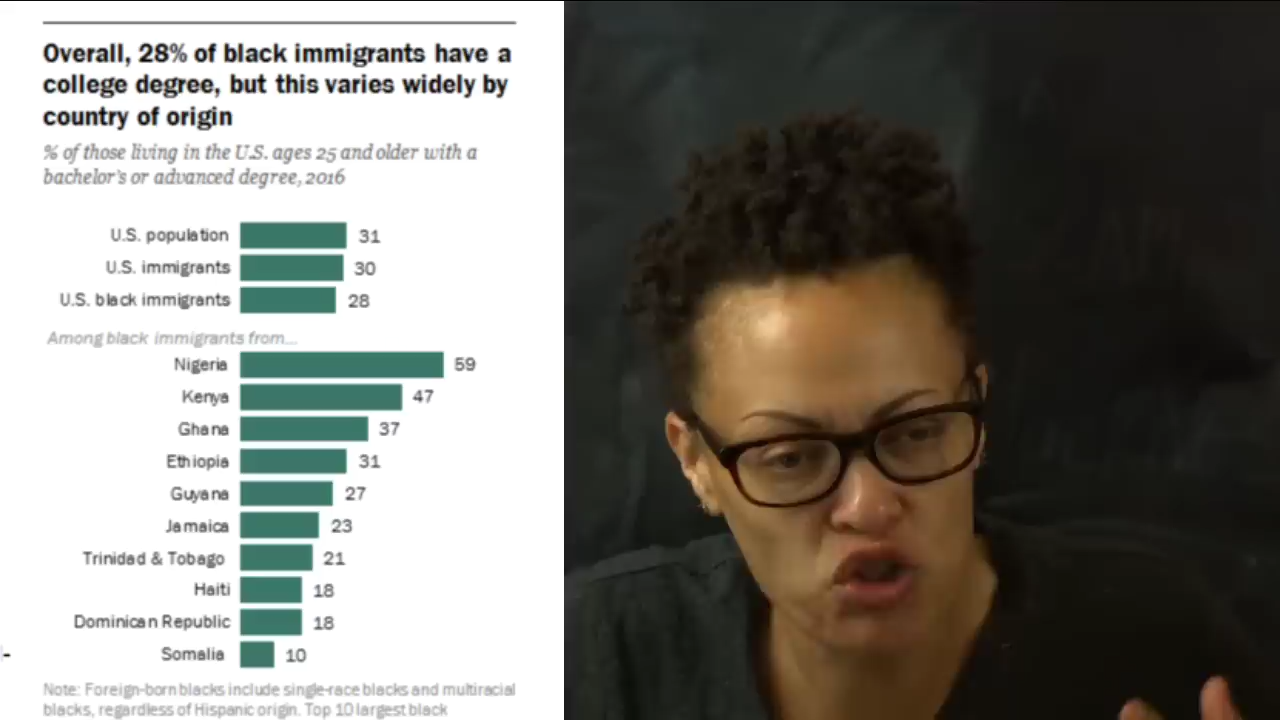 Overall, 28% of black immigrants have a
college degree, but this varies widely by
country of origin
% of those living in the U.S. ages 25 and older with a
bachelor's or advanced degree, 2016
U.S. population 31
U.S. immigrants 30
U.S. black immigrants 28
Among black immigrants from...
Nigeria 59
Kenya 47
Ghana 37
Ethiopia 31
Guyana 27
Jamaica 23
Trinidad & Tobago 21
Haiti 18
Dominican Republic 18
Somalia 10
Note: Foreign-born blacks include single-race blacks and multiracial
blacks, regardless of Hispanic origin. Top 10 largest black